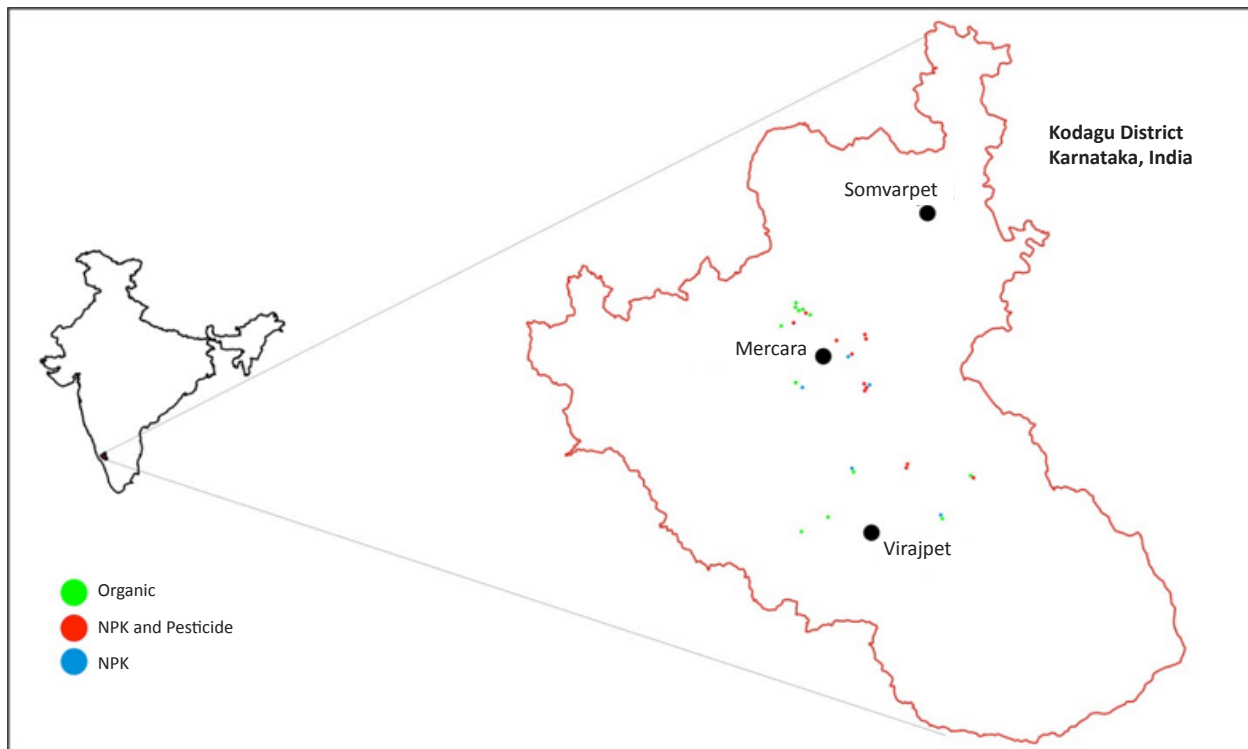 Kodagu District
Karnataka, India
Somvarpet
Mercara
Virajpet
Organic
NPK and Pesticide
NPK